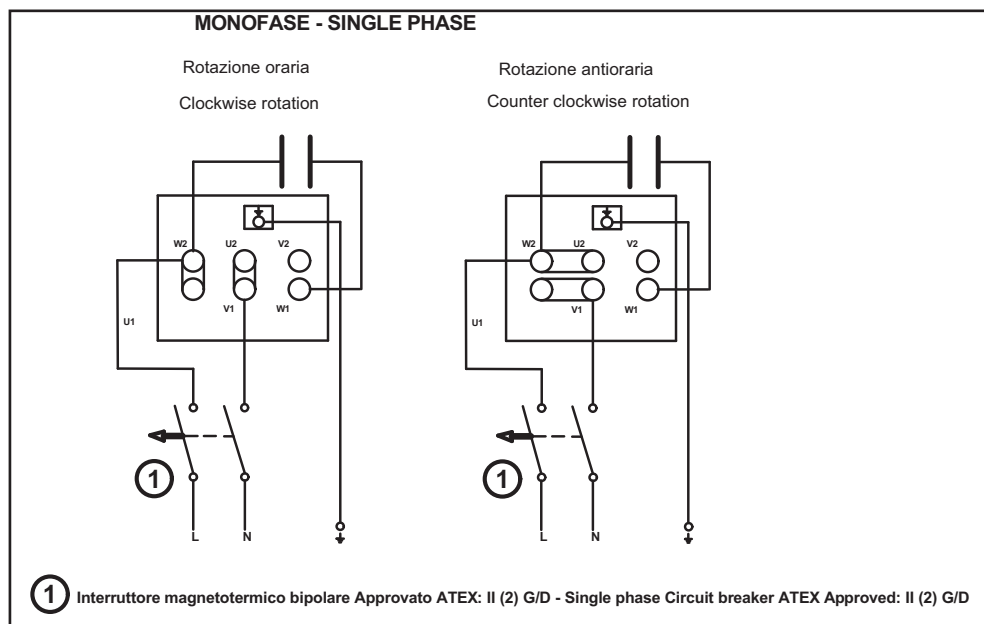 MONOFASE - SINGLE PHASE
Rotazione oraria
Clockwise rotation
Rotazione antioraria
Counter clockwise rotation
W2 U2 V2
U1 V1 W1
1
L N
W2 U2 V2
U1 V1 W1
1
L N
1 Interruttore magnetotermico bipolare Approvato ATEX: II (2) G/D - Single phase Circuit breaker ATEX Approved: II (2) G/D